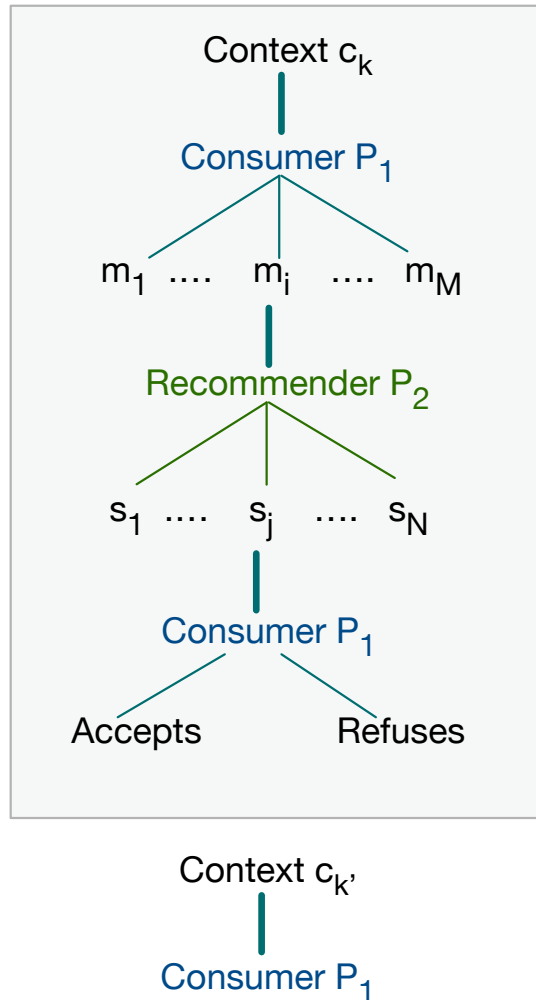 Context c_k
Consumer P_1
m_1 .... m_i .... m_M
Recommender P_2
s_1 .... s_j .... s_N
Consumer P_1
Accepts Refuses
Context c_k'
Consumer P_1